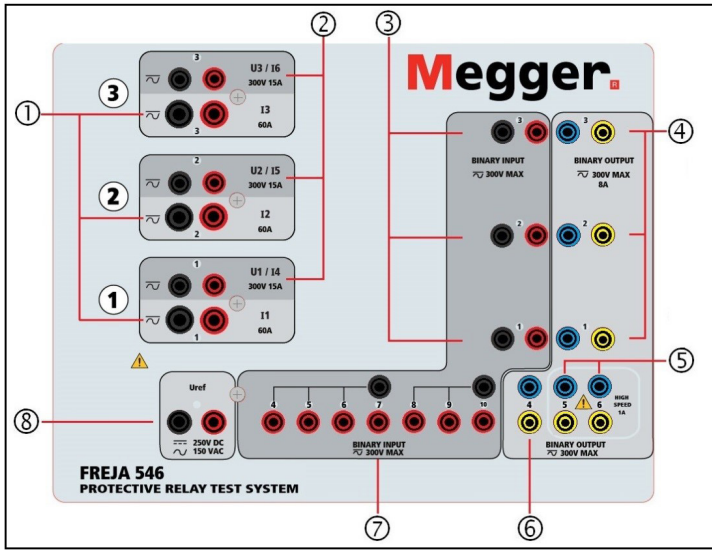 ① ② ③ ④ ⑤ ⑥ ⑦ ⑧
Megger®
3
3
U3 / I6
300V 15A
I3
60A
3
2
2
U2 / I5
300V 15A
I2
60A
2
1
1
U1 / I4
300V 15A
I1
60A
1
3
BINARY INPUT
300V MAX
2
1
3
BINARY OUTPUT
300V MAX
8A
2
1
Uref
250V DC
150 VAC
4 5 6 7 8 9 10
BINARY INPUT
300V MAX
4 5 6
HIGH
SPEED
1A
BINARY OUTPUT
300V MAX
FREJA 546
PROTECTIVE RELAY TEST SYSTEM